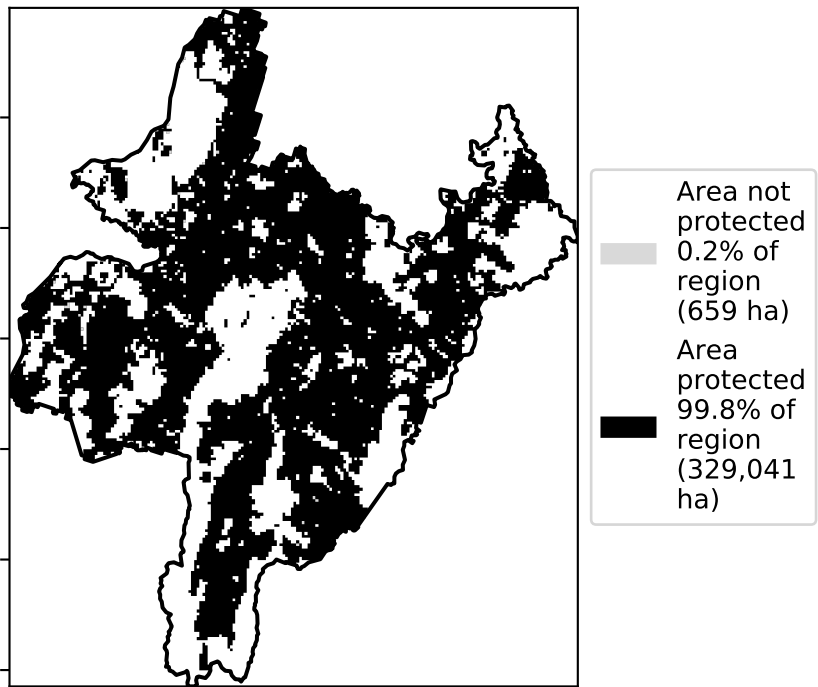 Area not
protected
0.2% of
region
(659 ha)
Area
protected
99.8% of
region
(329,041
ha)